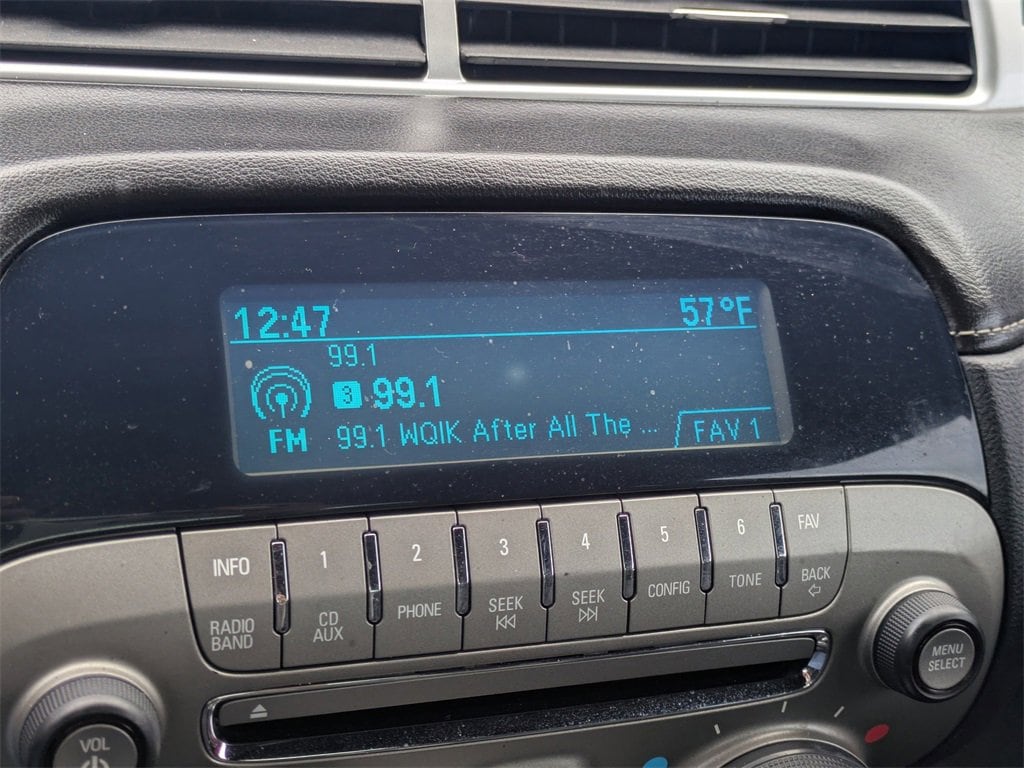 12:47 57°F
99.1
3 99.1
FM 99.1 WQIK After All The ... FAV 1
INFO 1 2 3 4 5 6 FAV
RADIO BAND CD AUX PHONE SEEK SEEK CONFIG TONE BACK
MENU SELECT
VOL